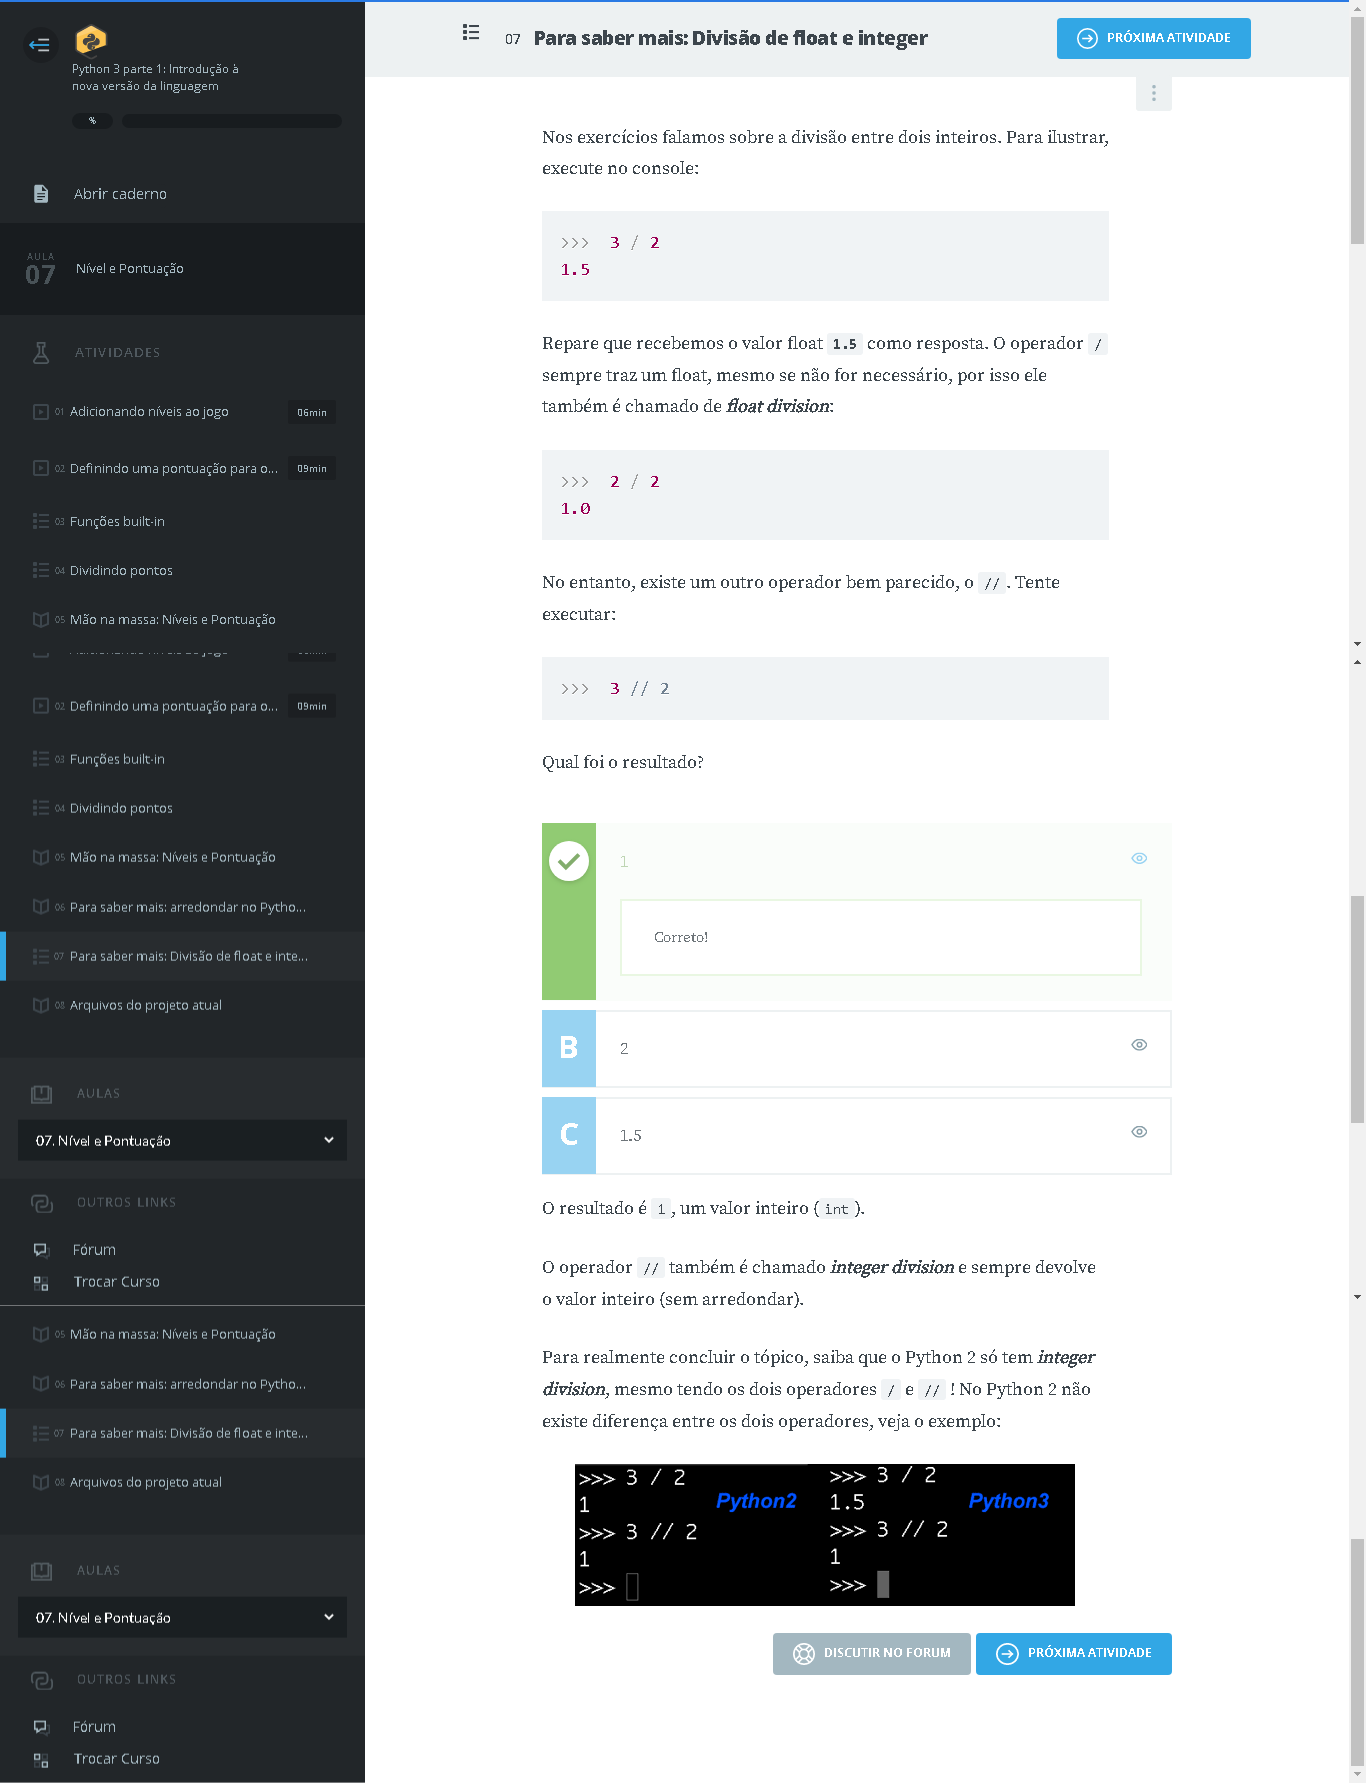 Python 3 parte 1: Introdução à
nova versão da linguagem
%
Abrir caderno
AULA
07
Nível e Pontuação
ATIVIDADES
01 Adicionando níveis ao jogo 06min
02 Definindo uma pontuação para o... 09min
03 Funções built-in
04 Dividindo pontos
05 Mão na massa: Níveis e Pontuação
02 Definindo uma pontuação para o... 09min
03 Funções built-in
04 Dividindo pontos
05 Mão na massa: Níveis e Pontuação
06 Para saber mais: arredondar no Pytho...
07 Para saber mais: Divisão de float e inte...
08 Arquivos do projeto atual
AULAS
07. Nível e Pontuação
OUTROS LINKS
Fórum
Trocar Curso
05 Mão na massa: Níveis e Pontuação
06 Para saber mais: arredondar no Pytho...
07 Para saber mais: Divisão de float e inte...
08 Arquivos do projeto atual
AULAS
07. Nível e Pontuação
OUTROS LINKS
Fórum
Trocar Curso
07 Para saber mais: Divisão de float e integer
PRÓXIMA ATIVIDADE
Nos exercícios falamos sobre a divisão entre dois inteiros. Para ilustrar,
execute no console:
>>> 3 / 2
1.5
Repare que recebemos o valor float 1.5 como resposta. O operador /
sempre traz um float, mesmo se não for necessário, por isso ele
também é chamado de float division:
>>> 2 / 2
1.0
No entanto, existe um outro operador bem parecido, o //. Tente
executar:
>>> 3 // 2
Qual foi o resultado?
1
Correto!
B 2
C 1.5
O resultado é 1, um valor inteiro (int).
O operador // também é chamado integer division e sempre devolve
o valor inteiro (sem arredondar).
Para realmente concluir o tópico, saiba que o Python 2 só tem integer
division, mesmo tendo os dois operadores / e // ! No Python 2 não
existe diferença entre os dois operadores, veja o exemplo:
>>> 3 / 2
1
Python2
>>> 3 // 2
1
>>>
>>> 3 / 2
1.5
Python3
>>> 3 // 2
1
>>>
DISCUTIR NO FORUM
PRÓXIMA ATIVIDADE